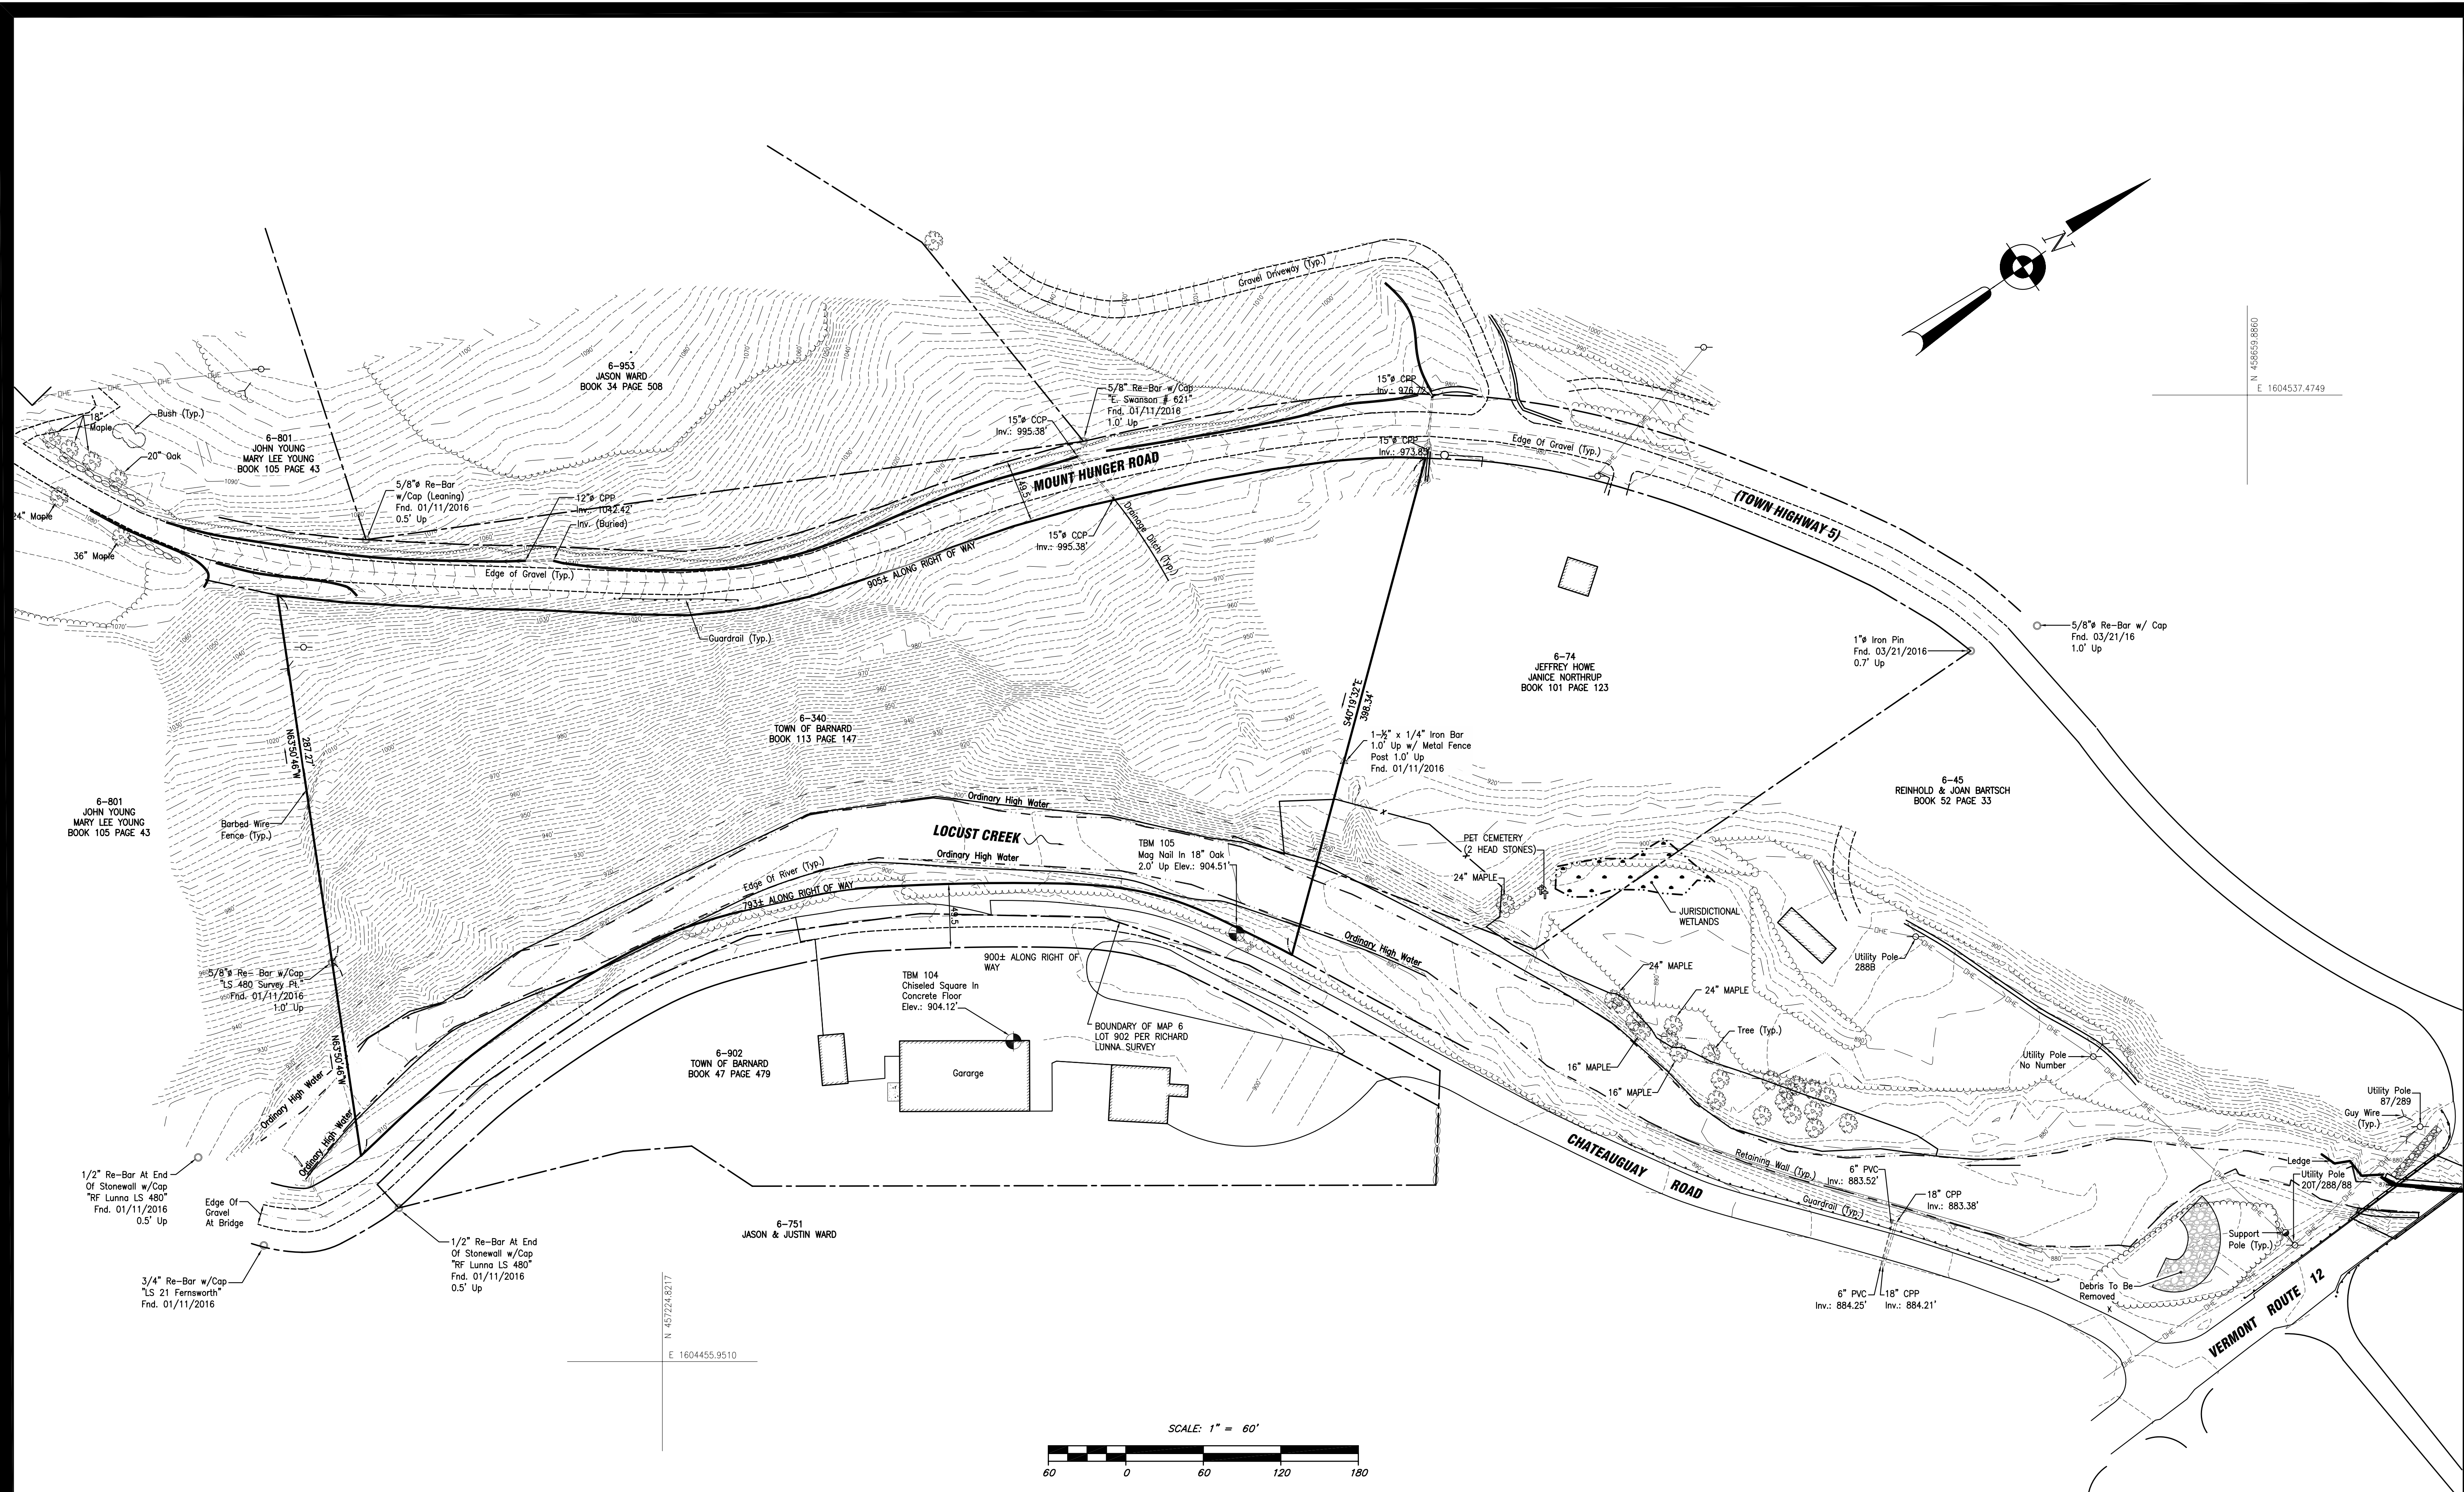 N
N 458659.8860
E 1604537.4749
Gravel Driveway (Typ.)
6-953
JASON WARD
BOOK 34 PAGE 508
OHE
18"
Maple
Bush (Typ.)
20" Oak
24" Maple
36" Maple
6-801
JOHN YOUNG
MARY LEE YOUNG
BOOK 105 PAGE 43
5/8"ø Re-Bar
w/Cap (Leaning)
Fnd. 01/11/2016
0.5' Up
12"ø CPP
Inv.: 1042.42'
Inv. (Buried)
15"ø CCP
Inv.: 995.38'
5/8" Re-Bar w/Cap
"E. Swanson # 621"
Fnd. 01/11/2016
1.0' Up
15"ø CPP
Inv.: 976.72'
15"ø CPP
Inv.: 973.85'
Edge Of Gravel (Typ.)
MOUNT HUNGER ROAD
49.5'
(TOWN HIGHWAY 5)
Edge of Gravel (Typ.)
905± ALONG RIGHT OF WAY
15"ø CCP
Inv.: 995.38'
Drainage Ditch (Typ.)
Guardrail (Typ.)
1"ø Iron Pin
Fnd. 03/21/2016
0.7' Up
5/8"ø Re-Bar w/ Cap
Fnd. 03/21/16
1.0' Up
6-74
JEFFREY HOWE
JANICE NORTHRUP
BOOK 101 PAGE 123
S40°19'32"E
398.34'
6-340
TOWN OF BARNARD
BOOK 113 PAGE 147
N63°50'46"W
287.27'
1-½" x 1/4" Iron Bar
1.0' Up w/ Metal Fence
Post 1.0' Up
Fnd. 01/11/2016
6-45
REINHOLD & JOAN BARTSCH
BOOK 52 PAGE 33
6-801
JOHN YOUNG
MARY LEE YOUNG
BOOK 105 PAGE 43
Barbed Wire
Fence (Typ.)
Ordinary High Water
LOCUST CREEK
Ordinary High Water
TBM 105
Mag Nail In 18" Oak
2.0' Up Elev.: 904.51'
PET CEMETERY
(2 HEAD STONES)
24" MAPLE
JURISDICTIONAL
WETLANDS
Edge Of River (Typ.)
793± ALONG RIGHT OF WAY
49.5'
Ordinary High Water
Utility Pole
288B
900± ALONG RIGHT OF
WAY
5/8"ø Re- Bar w/Cap
"LS 480 Survey Pt."
Fnd. 01/11/2016
1.0' Up
TBM 104
Chiseled Square In
Concrete Floor
Elev.: 904.12'
24" MAPLE
24" MAPLE
Tree (Typ.)
BOUNDARY OF MAP 6
LOT 902 PER RICHARD
LUNNA SURVEY
N63°50'46"W
6-902
TOWN OF BARNARD
BOOK 47 PAGE 479
Gararge
16" MAPLE
16" MAPLE
Utility Pole
No Number
Utility Pole
87/289
Guy Wire
(Typ.)
Ordinary High Water
Ordinary High Water
CHATEAUGUAY ROAD
Retaining Wall (Typ.)
Guardrail (Typ.)
6" PVC
Inv.: 883.52'
18" CPP
Inv.: 883.38'
Ledge
Utility Pole
20T/288/88
1/2" Re-Bar At End
Of Stonewall w/Cap
"RF Lunna LS 480"
Fnd. 01/11/2016
0.5' Up
Edge Of
Gravel
At Bridge
6-751
JASON & JUSTIN WARD
Support
Pole (Typ.)
1/2" Re-Bar At End
Of Stonewall w/Cap
"RF Lunna LS 480"
Fnd. 01/11/2016
0.5' Up
3/4" Re-Bar w/Cap
"LS 21 Fernsworth"
Fnd. 01/11/2016
6" PVC
Inv.: 884.25'
18" CPP
Inv.: 884.21'
Debris To Be
Removed
VERMONT ROUTE 12
N 457224.8217
E 1604455.9510
SCALE: 1" = 60'
60 0 60 120 180